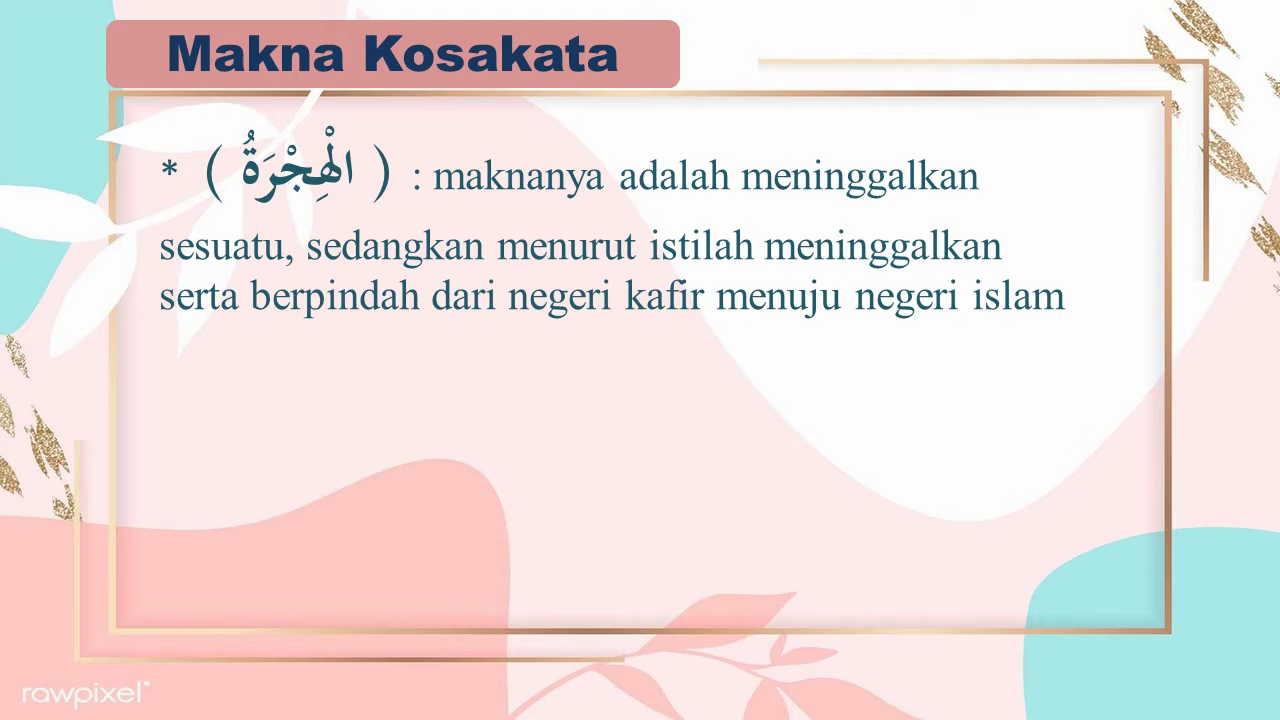 Makna Kosakata
* ( الْهِجْرَةُ ) : maknanya adalah meninggalkan
sesuatu, sedangkan menurut istilah meninggalkan
serta berpindah dari negeri kafir menuju negeri islam
rawpixel